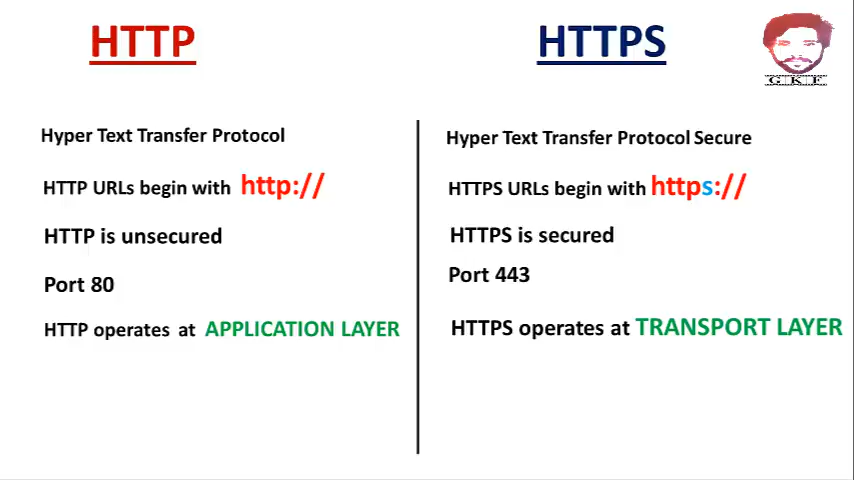 HTTP
Hyper Text Transfer Protocol
HTTP URLs begin with http://
HTTP is unsecured
Port 80
HTTP operates at APPLICATION LAYER
HTTPS
Hyper Text Transfer Protocol Secure
HTTPS URLs begin with https://
HTTPS is secured
Port 443
HTTPS operates at TRANSPORT LAYER
GKF